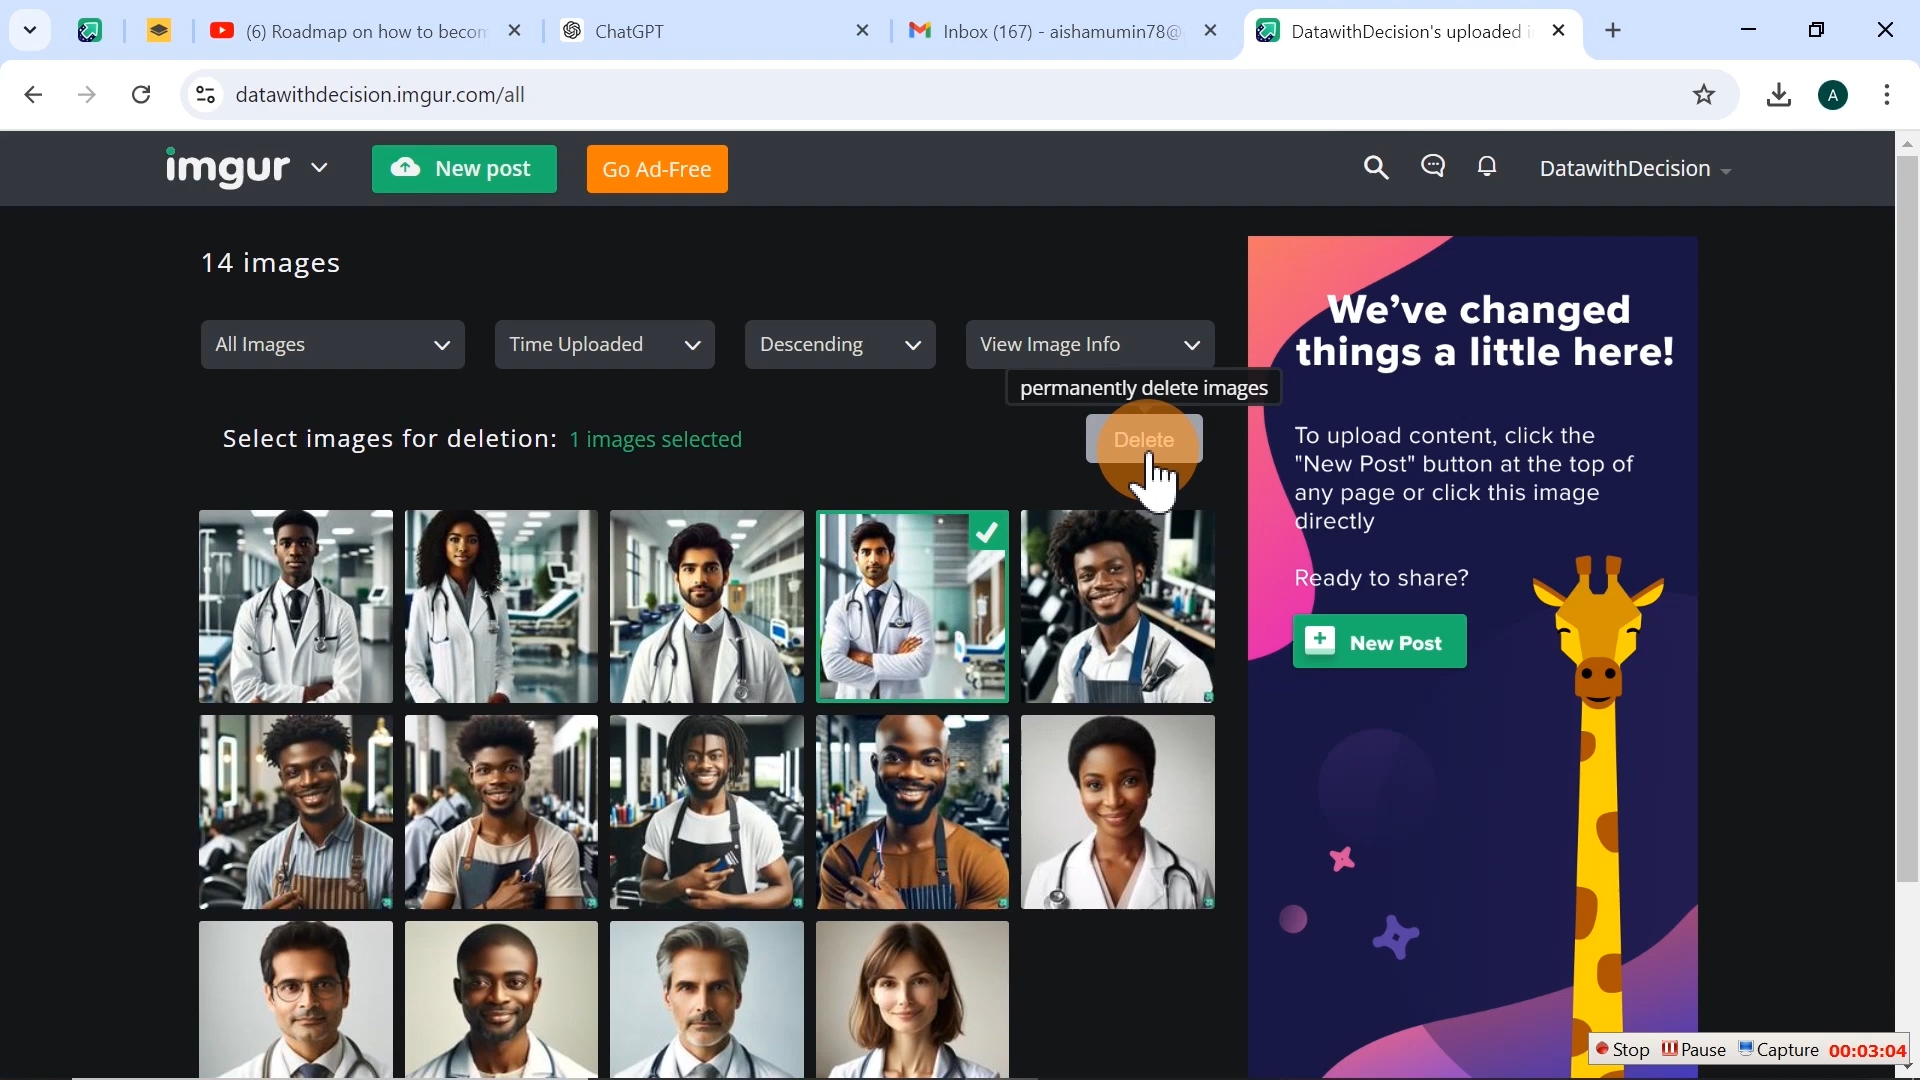 (6) Roadmap on how to becom
ChatGPT
Inbox (167) - aishamumin78@
DatawithDecision's uploaded i
datawithdecision.imgur.com/all
A
imgur
New post
Go Ad-Free
DatawithDecision
14 images
All Images
Time Uploaded
Descending
View Image Info
permanently delete images
Select images for deletion: 1 images selected
Delete
We've changed
things a little here!
To upload content, click the
"New Post" button at the top of
any page or click this image
directly
Ready to share?
New Post
Stop Pause Capture 00:03:04